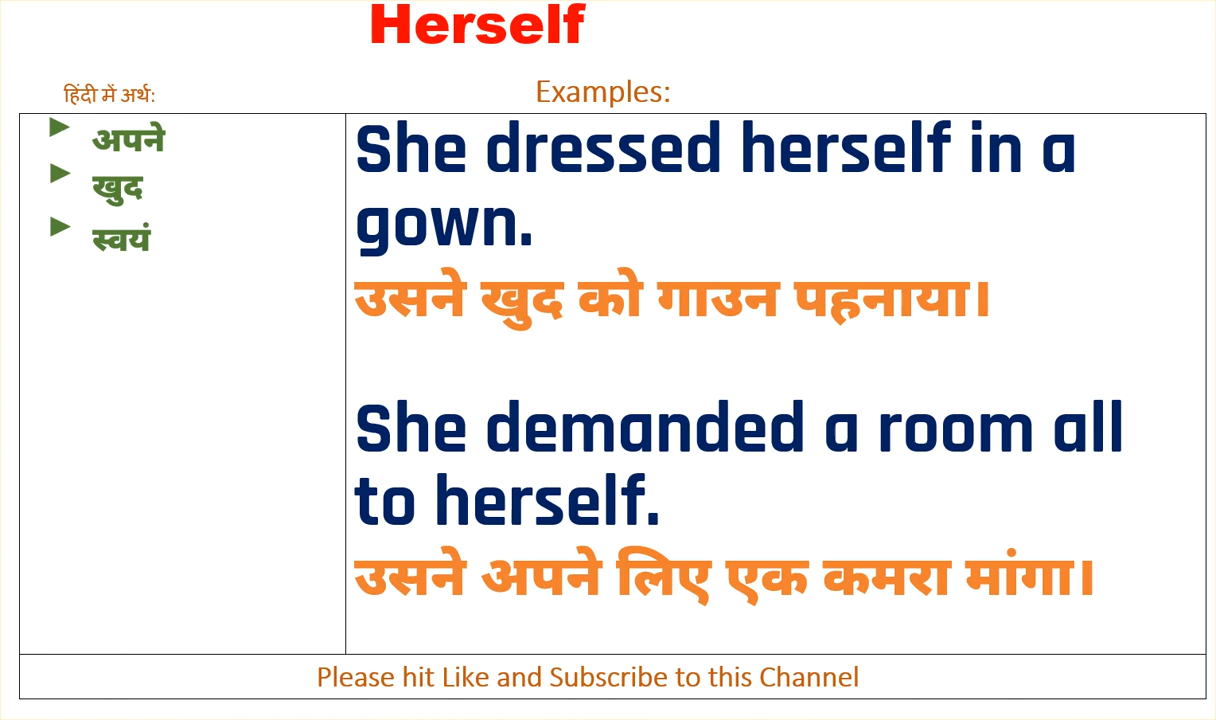 Herself
हिंदी में अर्थ:
Examples:
अपने
खुद
स्वयं
She dressed herself in a
gown.
उसने खुद को गाउन पहनाया।
She demanded a room all
to herself.
उसने अपने लिए एक कमरा मांगा।
Please hit Like and Subscribe to this Channel